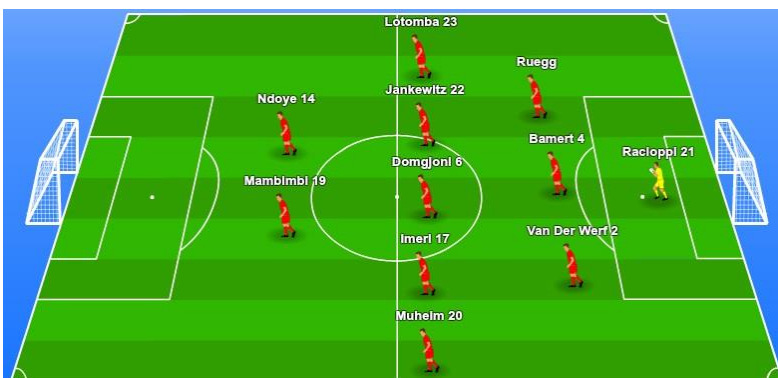 Lotomba 23
Ruegg
Jankewitz 22
Ndoye 14
Bamert 4
Racioppi 21
Domgjoni 6
Mambimbi 19
Van Der Werf 2
Imeri 17
Muheim 20